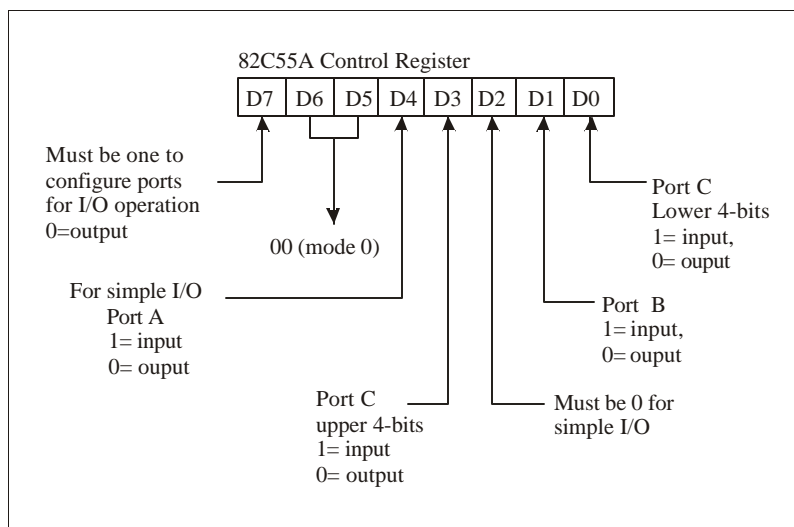 82C55A Control Register
D7 D6 D5 D4 D3 D2 D1 D0
Must be one to
configure ports
for I/O operation
0=output
00 (mode 0)
For simple I/O
Port A
1= input
0= ouput
Port C
upper 4-bits
1= input
0= output
Must be 0 for
simple I/O
Port B
1= input,
0= ouput
Port C
Lower 4-bits
1= input,
0= ouput